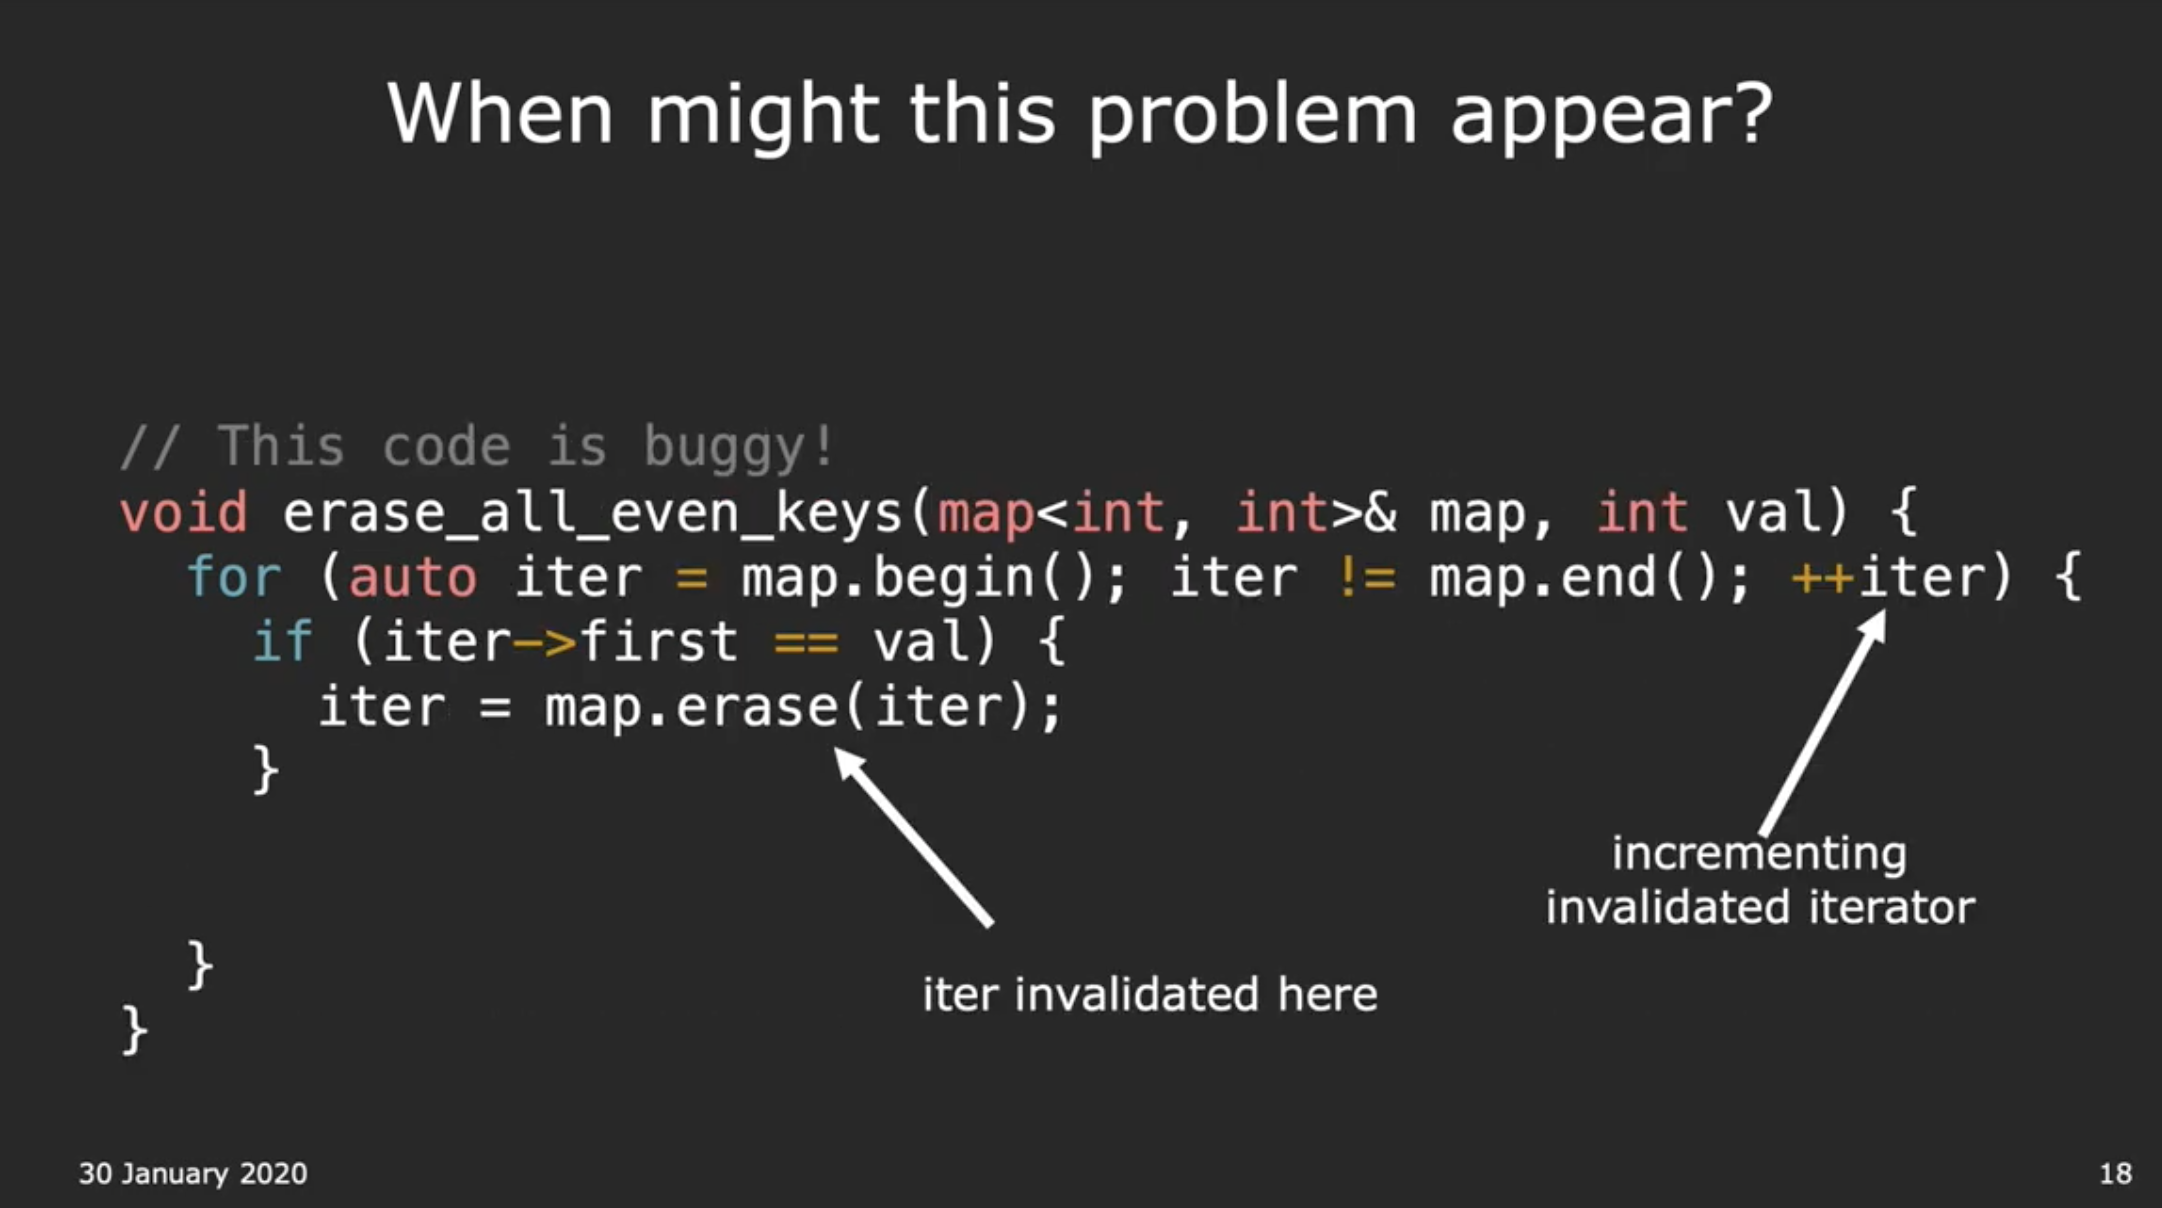 When might this problem appear?
// This code is buggy!
void erase_all_even_keys(map<int, int>& map, int val) {
  for (auto iter = map.begin(); iter != map.end(); ++iter) {
    if (iter->first == val) {
      iter = map.erase(iter);
    }
incrementing
invalidated iterator
  }
iter invalidated here
}
30 January 2020
18